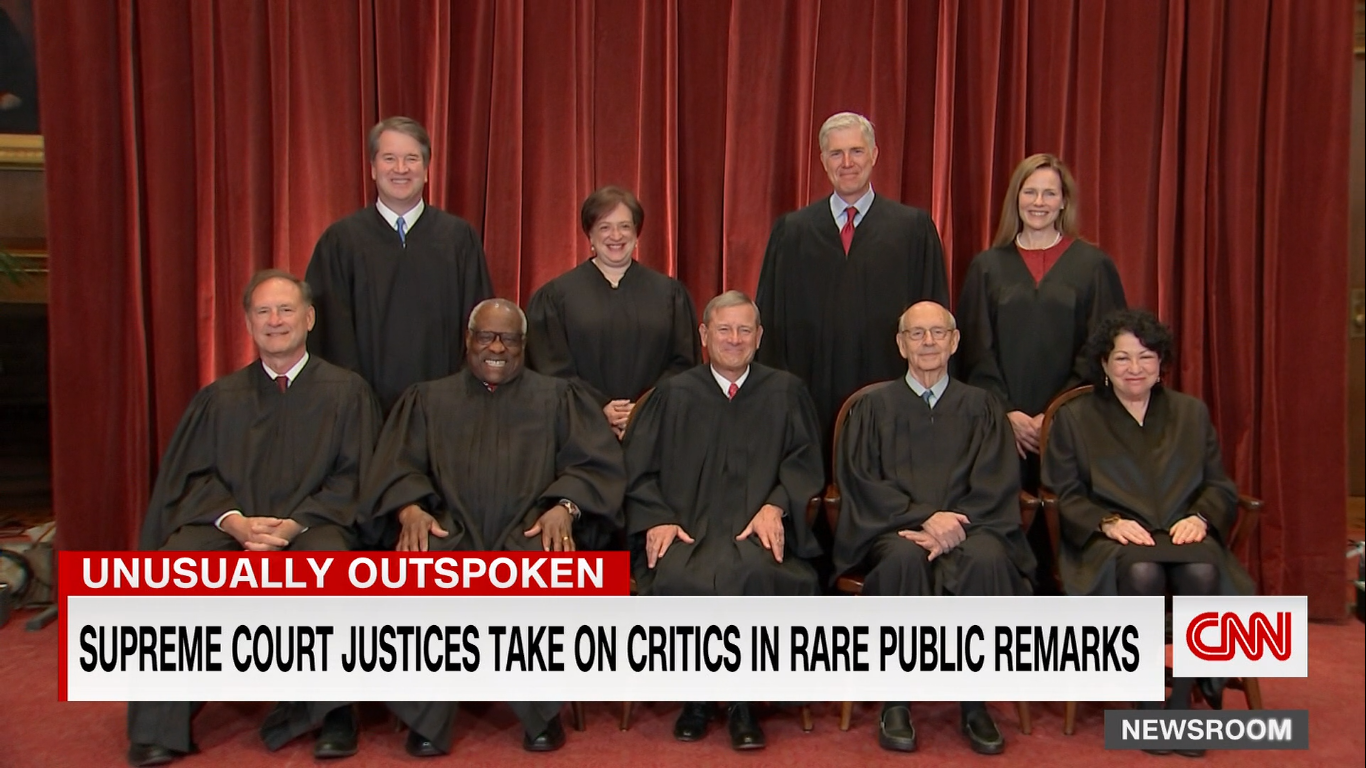 UNUSUALLY OUTSPOKEN
SUPREME COURT JUSTICES TAKE ON CRITICS IN RARE PUBLIC REMARKS
CNN
NEWSROOM